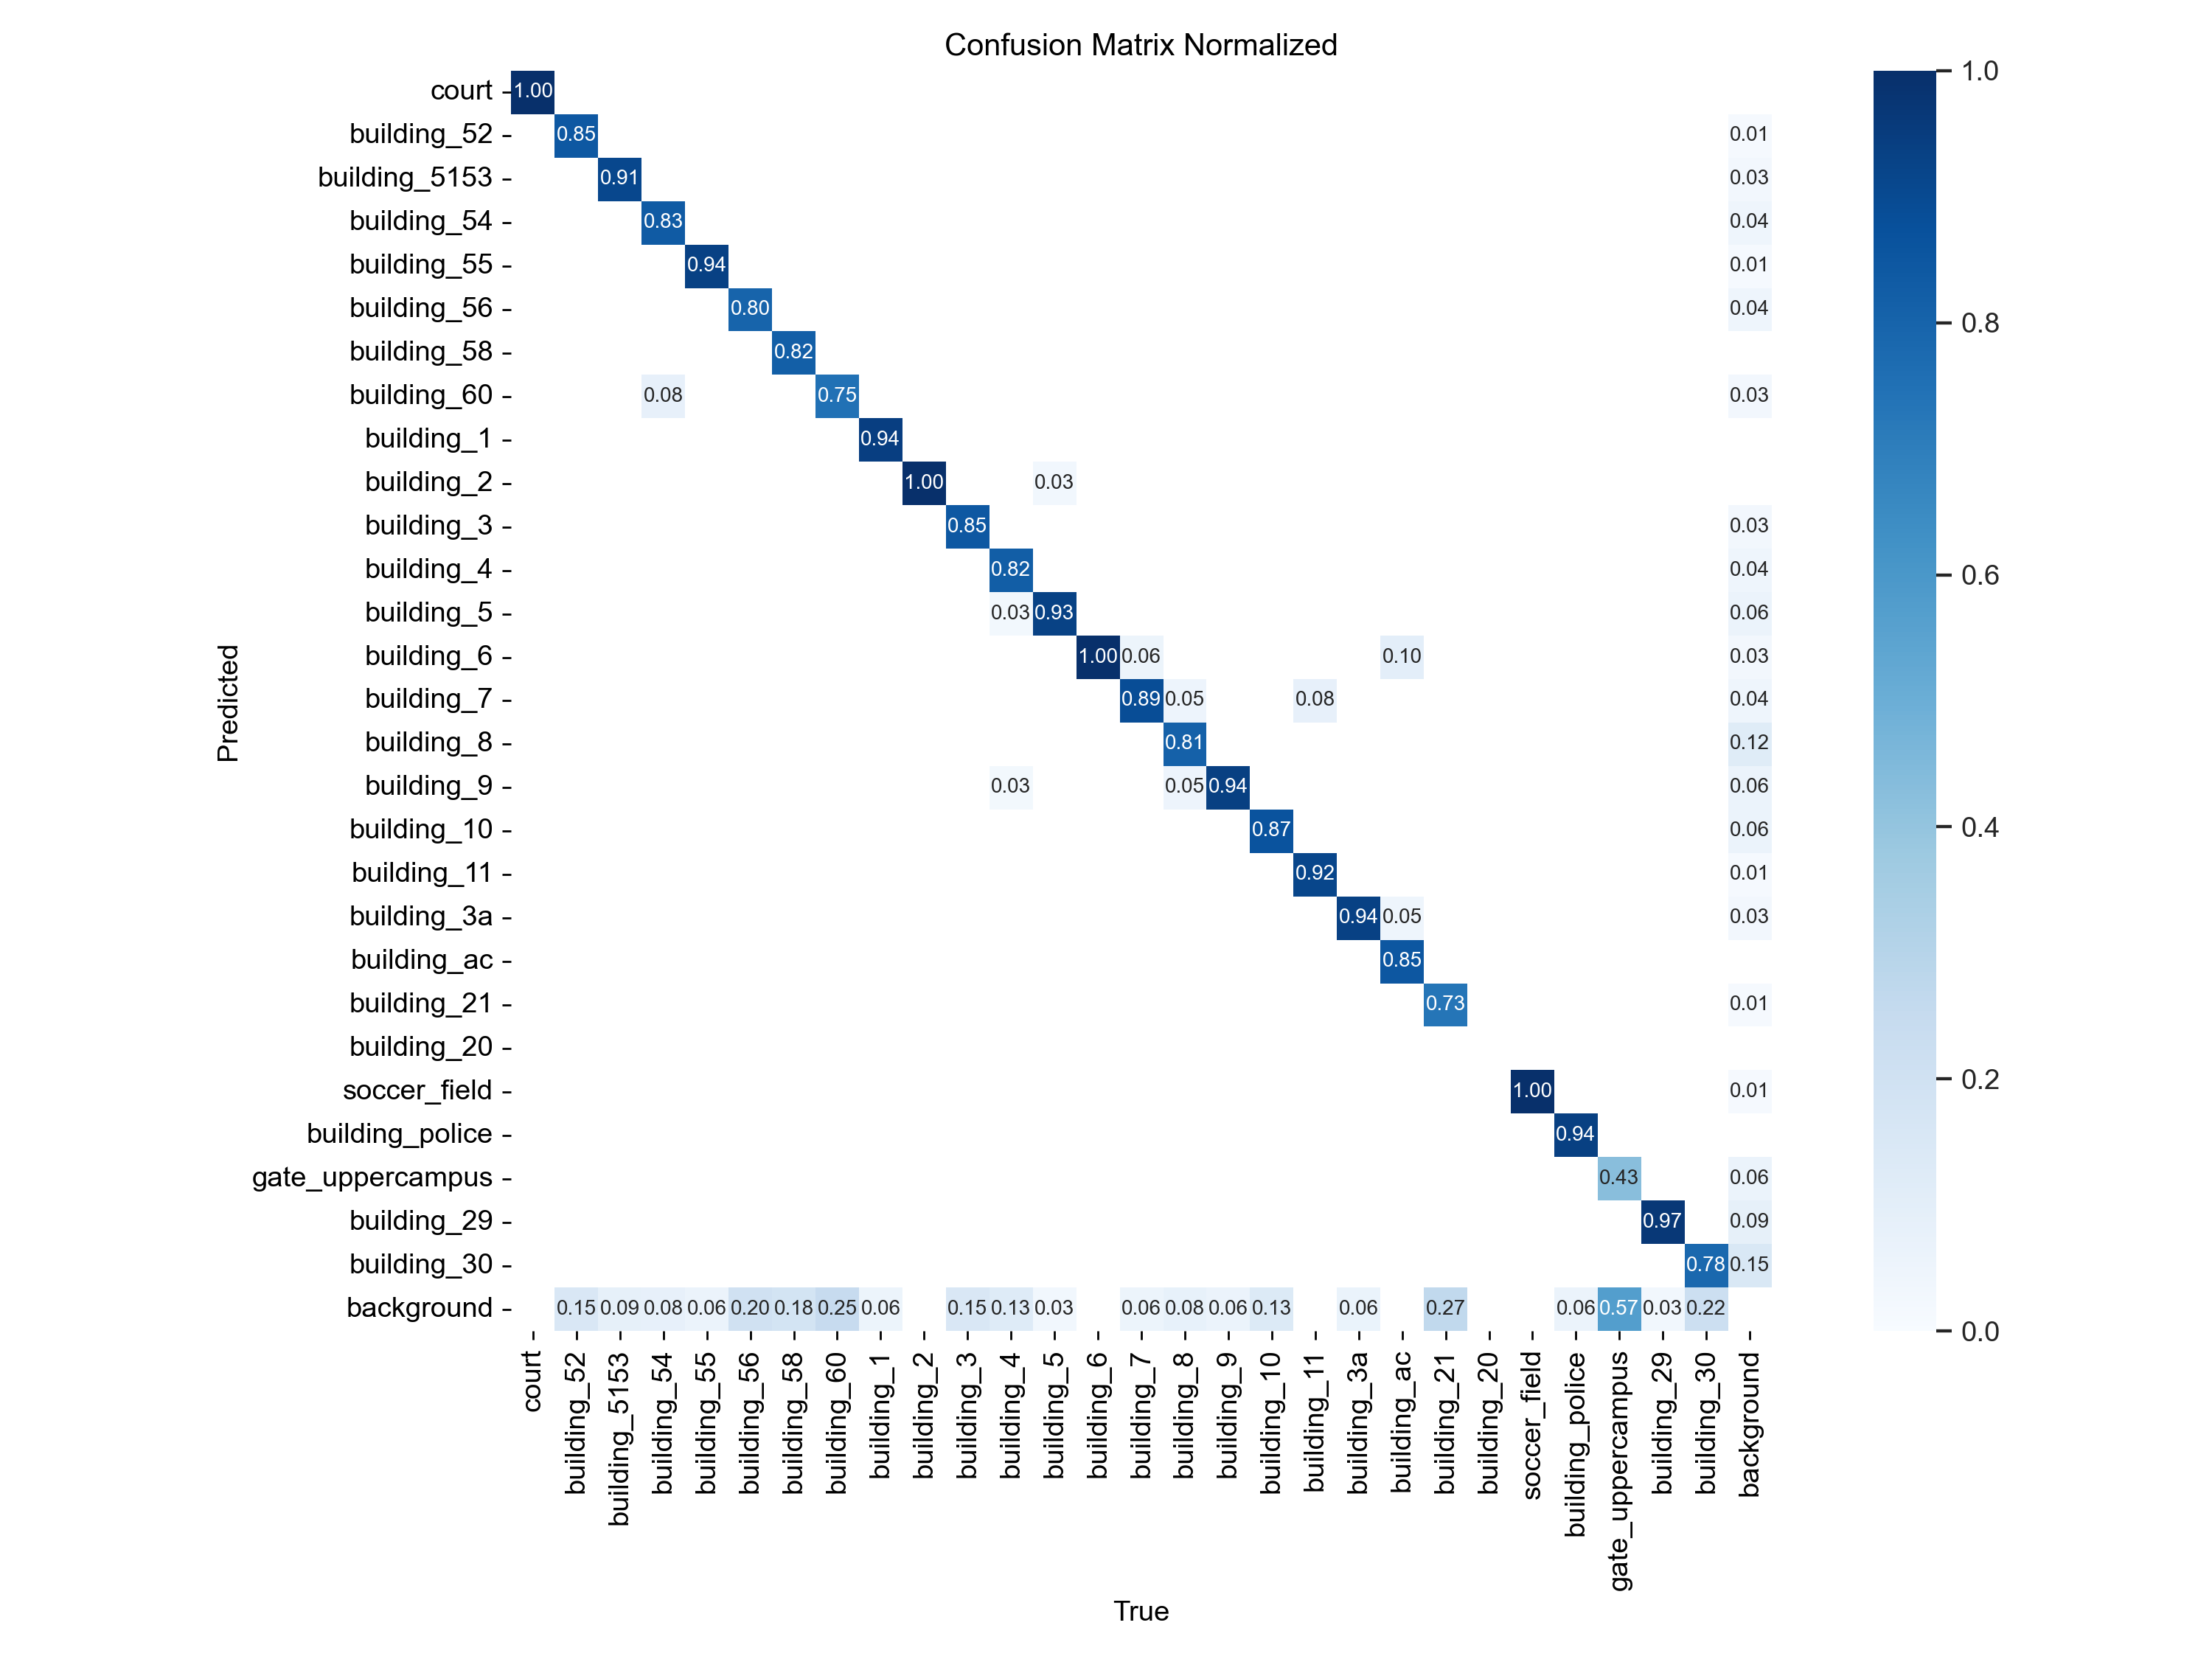 Confusion Matrix Normalized
court 1.00
building_52 0.85 0.01
building_5153 0.91 0.03
building_54 0.83 0.04
building_55 0.94 0.01
building_56 0.80 0.04
building_58 0.82
building_60 0.08 0.75 0.03
building_1 0.94
building_2 1.00 0.03
building_3 0.85 0.03
building_4 0.82 0.04
building_5 0.03 0.93 0.06
building_6 1.00 0.06 0.10 0.03
building_7 0.89 0.05 0.08 0.04
building_8 0.81 0.12
building_9 0.03 0.05 0.94 0.06
building_10 0.87 0.06
building_11 0.92 0.01
building_3a 0.94 0.05 0.03
building_ac 0.85
building_21 0.73 0.01
building_20
soccer_field 1.00 0.01
building_police 0.94
gate_uppercampus 0.43 0.06
building_29 0.97 0.09
building_30 0.78 0.15
background 0.15 0.09 0.08 0.06 0.20 0.18 0.25 0.06 0.15 0.13 0.03 0.06 0.08 0.06 0.13 0.06 0.27 0.06 0.57 0.03 0.22
Predicted
court
building_52
building_5153
building_54
building_55
building_56
building_58
building_60
building_1
building_2
building_3
building_4
building_5
building_6
building_7
building_8
building_9
building_10
building_11
building_3a
building_ac
building_21
building_20
soccer_field
building_police
gate_uppercampus
building_29
building_30
background
True
1.0
0.8
0.6
0.4
0.2
0.0